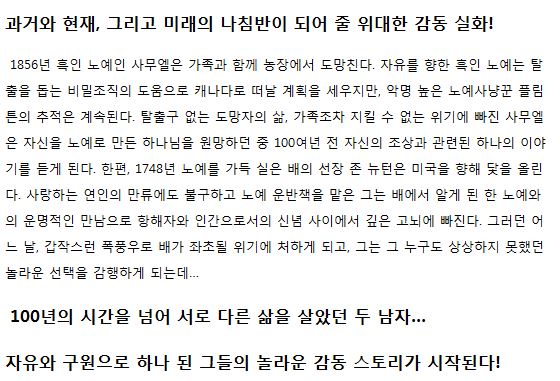 과거와 현재, 그리고 미래의 나침반이 되어 줄 위대한 감동 실화!
1856년 흑인 노예인 사무엘은 가족과 함께 농장에서 도망친다. 자유를 향한 흑인 노예는 탈
출을 돕는 비밀조직의 도움으로 캐나다로 떠날 계획을 세우지만, 악명 높은 노예사냥꾼 플림
튼의 추적은 계속된다. 탈출구 없는 도망자의 삶, 가족조차 지킬 수 없는 위기에 빠진 사무엘
은 자신을 노예로 만든 하나님을 원망하던 중 100여년 전 자신의 조상과 관련된 하나의 이야
기를 듣게 된다. 한편, 1748년 노예를 가득 실은 배의 선장 존 뉴턴은 미국을 향해 닻을 올린
다. 사랑하는 연인의 만류에도 불구하고 노예 운반책을 맡은 그는 배에서 알게 된 한 노예와
의 운명적인 만남으로 항해자와 인간으로서의 신념 사이에서 깊은 고뇌에 빠진다. 그러던 어
느 날, 갑작스런 폭풍우로 배가 좌초될 위기에 처하게 되고, 그는 그 누구도 상상하지 못했던
놀라운 선택을 감행하게 되는데...
100년의 시간을 넘어 서로 다른 삶을 살았던 두 남자...
자유와 구원으로 하나 된 그들의 놀라운 감동 스토리가 시작된다!